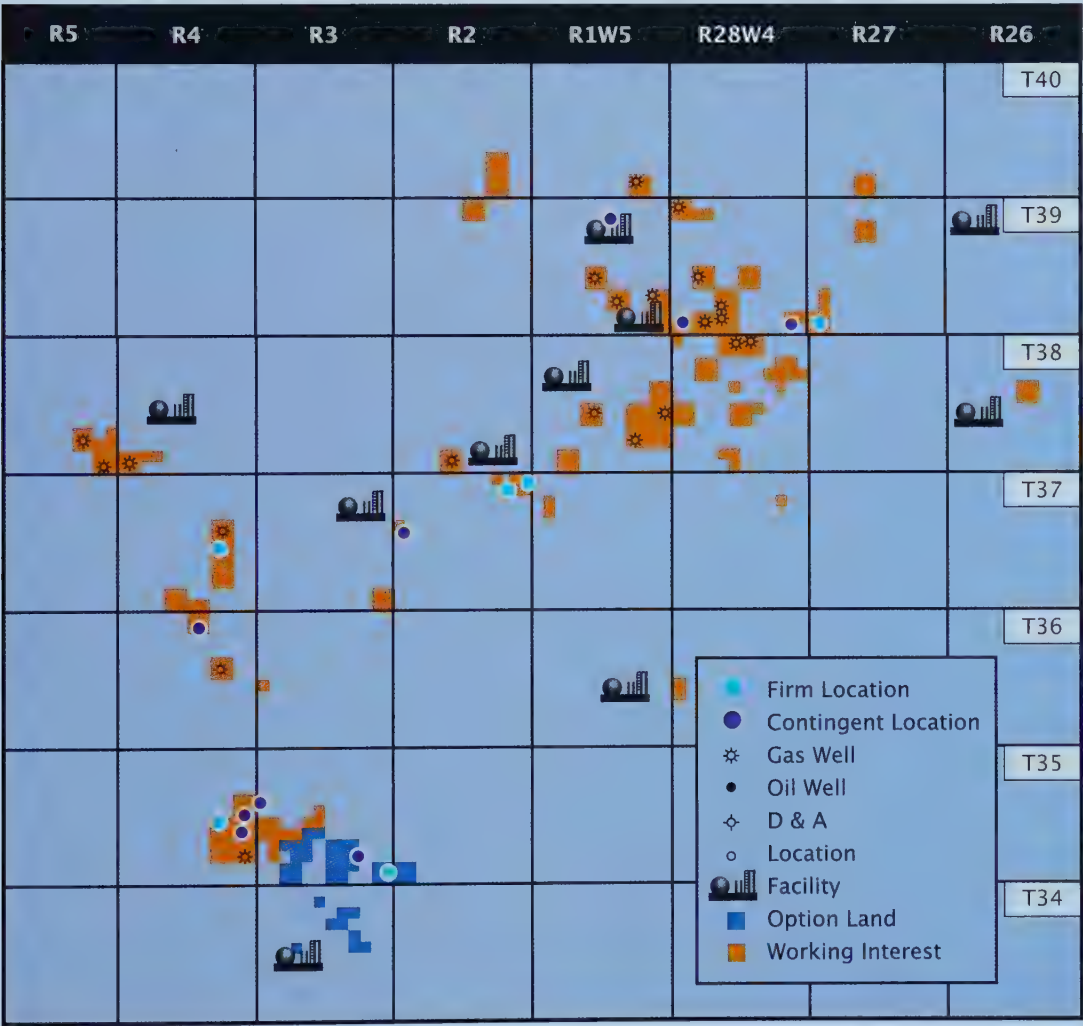 R5 R4 R3 R2 R1W5 R28W4 R27 R26
T40
T39
T38
T37
T36
T35
T34
Firm Location
Contingent Location
Gas Well
Oil Well
D & A
Location
Facility
Option Land
Working Interest